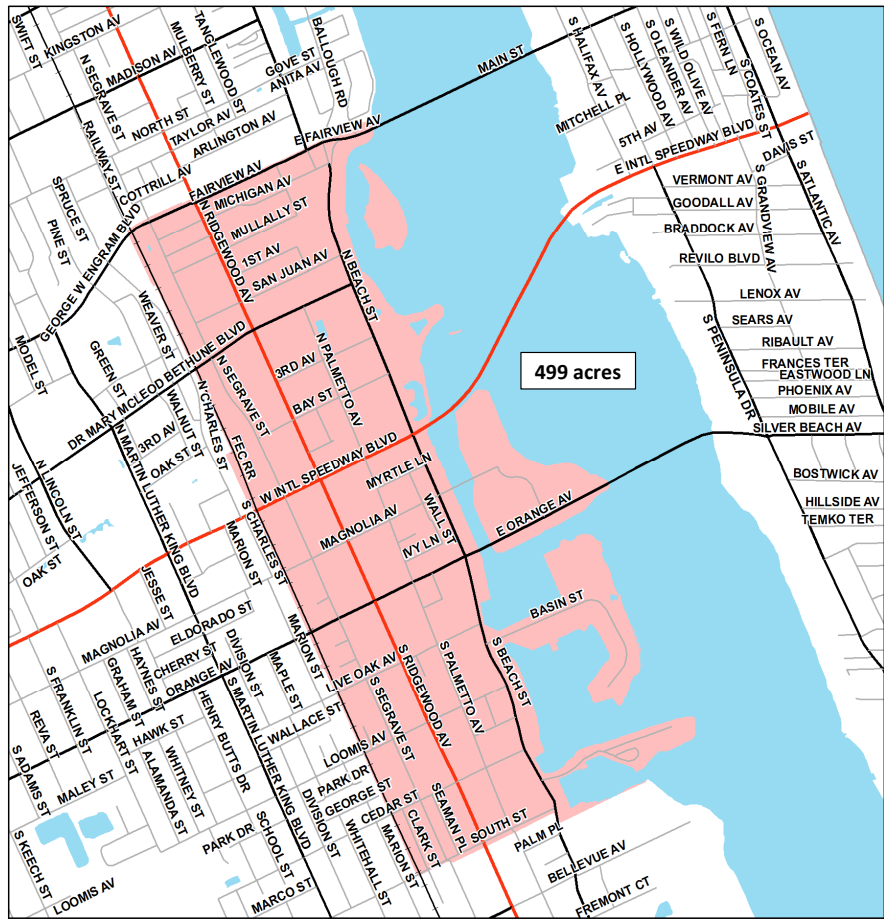 SWIFT ST
KINGSTON AV
MADISON AV
N SEGRAVE ST
MULBERRY ST
TANGLEWOOD ST
GOVE ST
ANITA AV
BALLOUGH RD
MAIN ST
S HALIFAX AV
S HOLLYWOOD AV
S OLEANDER AV
S WILD OLIVE AV
S FERN LN
S COATES ST
S OCEAN AV
NORTH ST
TAYLOR AV
ARLINGTON AV
E FAIRVIEW AV
MITCHELL PL
5TH AV
E INTL SPEEDWAY BLVD
DAVIS ST
RAILWAY ST
COTTRILL AV
FAIRVIEW AV
MICHIGAN AV
MULLALLY ST
1ST AV
SAN JUAN AV
N RIDGEWOOD AV
SPRUCE ST
PINE ST
GEORGE W ENGRAM BLVD
VERMONT AV
GOODALL AV
BRADDOCK AV
REVILO BLVD
S GRANDVIEW AV
S ATLANTIC AV
N BEACH ST
LENOX AV
SEARS AV
RIBAULT AV
FRANCES TER
EASTWOOD LN
PHOENIX AV
MOBILE AV
SILVER BEACH AV
S PENINSULA DR
MODEL ST
WEAVER ST
GREEN ST
DR MARY MCLEOD BETHUNE BLVD
3RD AV
N PALMETTO AV
BAY ST
N SEGRAVE ST
499 acres
WALNUT ST
N CHARLES ST
3RD AV
OAK ST
FEC RR
W INTL SPEEDWAY BLVD
MYRTLE LN
BOSTWICK AV
HILLSIDE AV
TEMKO TER
N LINCOLN ST
JEFFERSON ST
N MARTIN LUTHER KING BLVD
S CHARLES ST
MARION ST
MAGNOLIA AV
WALL ST
IVY LN
E ORANGE AV
OAK ST
JESSE ST
BASIN ST
MAGNOLIA AV
ELDORADO ST
CHERRY ST
ORANGE AV
DIVISION ST
MAPLE ST
MARION ST
LIVE OAK AV
S RIDGEWOOD AV
S PALMETTO AV
S BEACH ST
S FRANKLIN ST
REVA ST
GRAHAM ST
HAYNES ST
LOCKHART ST
HAWK ST
HENRY BUTTS DR
S MARTIN LUTHER KING BLVD
WALLACE ST
LOOMIS AV
S SEGRAVE ST
S ADAMS ST
MALEY ST
ALAMANDA ST
WHITNEY ST
PARK DR
GEORGE ST
CEDAR ST
SEAMAN PL
SOUTH ST
PALM PL
S KEECH ST
LOOMIS AV
PARK DR
SCHOOL ST
DIVISION ST
WHITEHALL ST
MARION ST
CLARK ST
MARCO ST
BELLEVUE AV
FREMONT CT